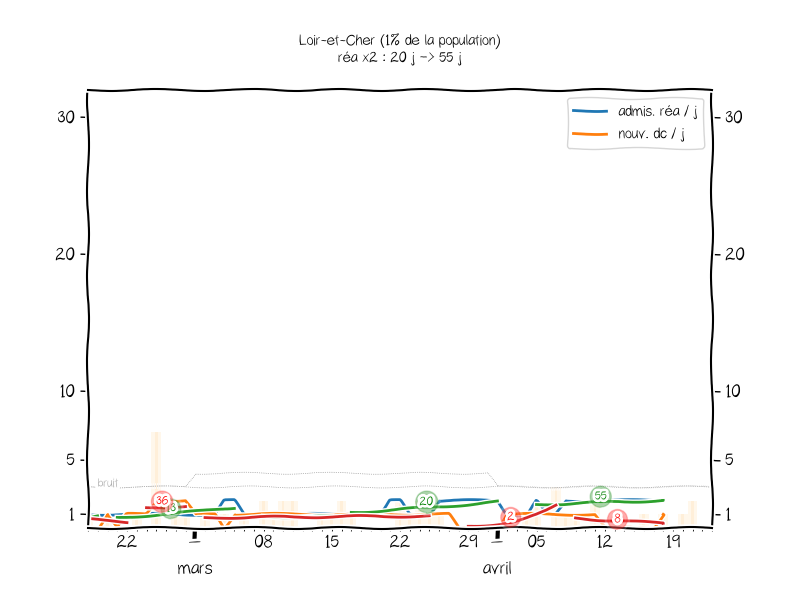 Loir-et-Cher (1% de la population)
réa x2 : 20 j -> 55 j
admis. réa / j
nouv. dc / j
30 30
20 20
10 10
5 5
bruit
1 1
36 20 2 55 8
22 08 15 22 29 05 12 19
mars avril